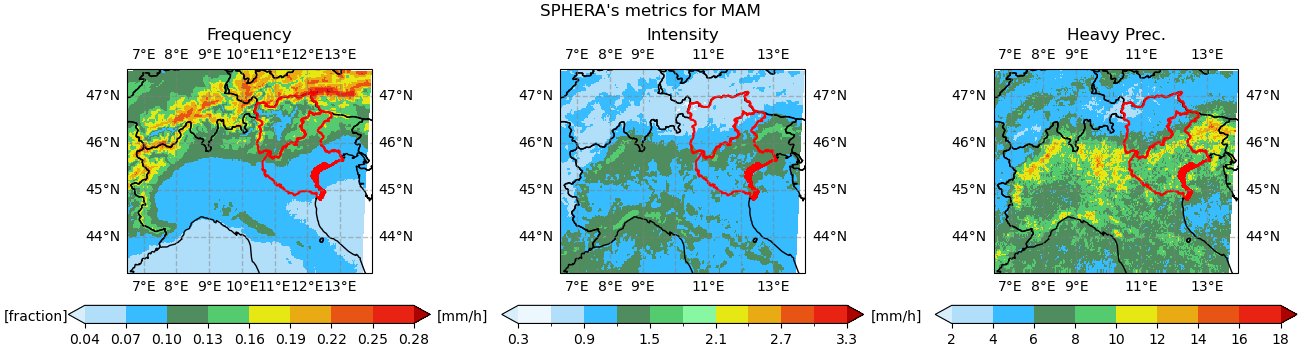 SPHERA's metrics for MAM
Frequency
7°E 8°E 9°E 10°E 11°E 12°E 13°E
47°N
46°N
45°N
44°N
7°E 8°E 9°E 10°E 11°E 12°E 13°E
[fraction]
0.04 0.07 0.10 0.13 0.16 0.19 0.22 0.25 0.28
Intensity
7°E 8°E 9°E 11°E 13°E
47°N 47°N
46°N 46°N
45°N 45°N
44°N 44°N
7°E 8°E 9°E 11°E 13°E
[mm/h]
0.3 0.9 1.5 2.1 2.7 3.3
Heavy Prec.
7°E 8°E 9°E 11°E 13°E
47°N 47°N
46°N 46°N
45°N 45°N
44°N 44°N
7°E 8°E 9°E 11°E 13°E
[mm/h]
2 4 6 8 10 12 14 16 18